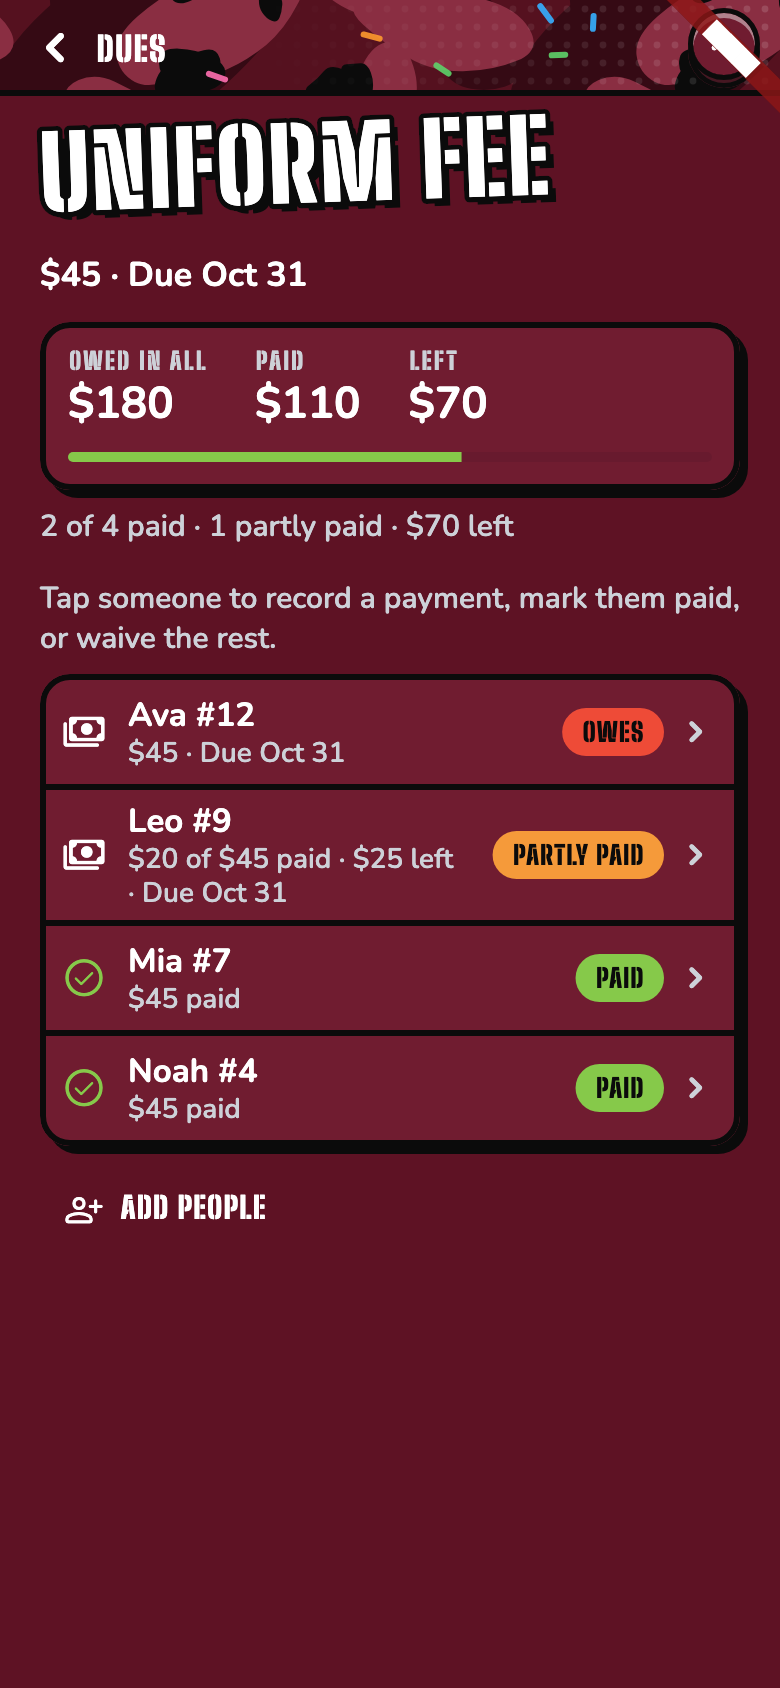 DUES
UNIFORM FEE
$45 · Due Oct 31
OWED IN ALL PAID LEFT
$180 $110 $70
2 of 4 paid · 1 partly paid · $70 left
Tap someone to record a payment, mark them paid,
or waive the rest.
Ava #12
$45 · Due Oct 31
OWES
Leo #9
$20 of $45 paid · $25 left
· Due Oct 31
PARTLY PAID
Mia #7
$45 paid
PAID
Noah #4
$45 paid
PAID
ADD PEOPLE